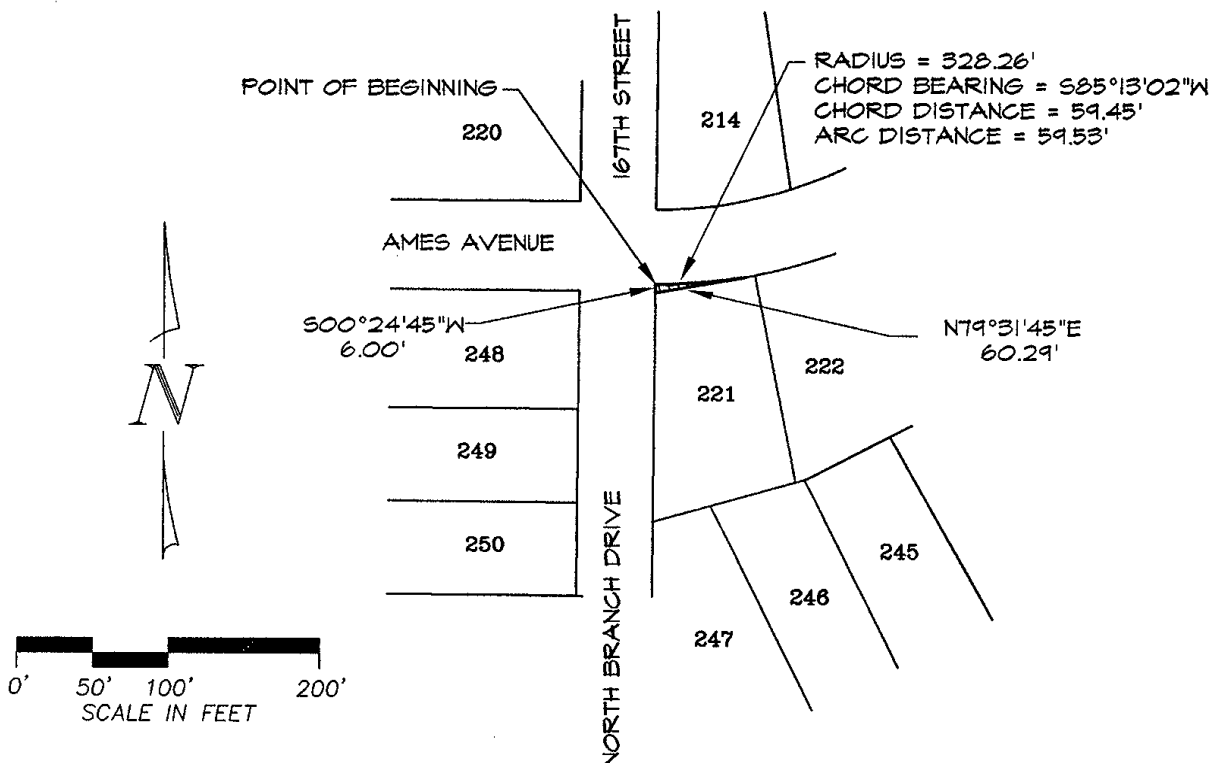 167TH STREET
POINT OF BEGINNING
RADIUS = 328.26'
CHORD BEARING = S85°13'02"W
CHORD DISTANCE = 59.45'
ARC DISTANCE = 59.53'
220
214
AMES AVENUE
S00°24'45"W
6.00'
N79°31'45"E
60.29'
248
221
222
N
249
250
245
246
247
NORTH BRANCH DRIVE
0' 50' 100' 200'
SCALE IN FEET